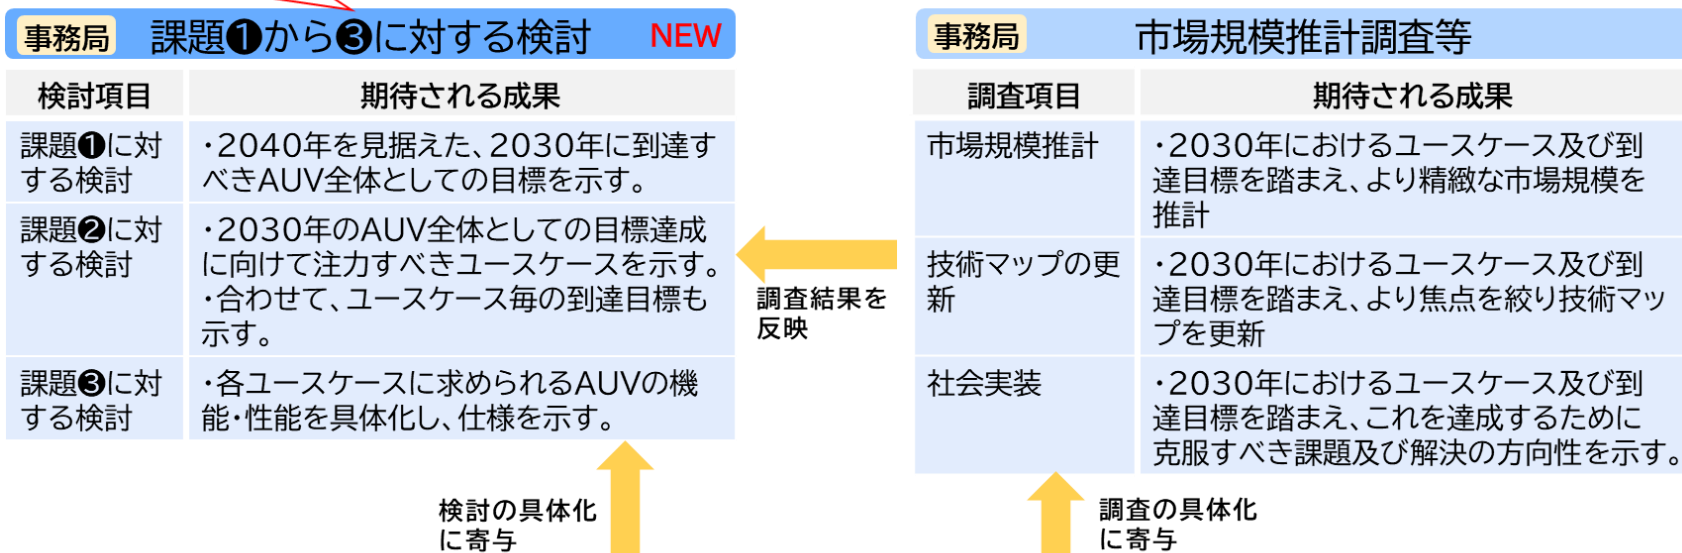 事務局 課題❶から❸に対する検討 NEW
検討項目 期待される成果
課題❶に対
する検討
・2040年を見据えた、2030年に到達す
べきAUV全体としての目標を示す。
課題❷に対
する検討
・2030年のAUV全体としての目標達成
に向けて注力すべきユースケースを示す。
・合わせて、ユースケース毎の到達目標も
示す。
課題❸に対
する検討
・各ユースケースに求められるAUVの機
能・性能を具体化し、仕様を示す。
検討の具体化
に寄与
調査結果を
反映
事務局 市場規模推計調査等
調査項目 期待される成果
市場規模推計
・2030年におけるユースケース及び到
達目標を踏まえ、より精緻な市場規模を
推計
技術マップの更
新
・2030年におけるユースケース及び到
達目標を踏まえ、より焦点を絞り技術マッ
プを更新
社会実装
・2030年におけるユースケース及び到
達目標を踏まえ、これを達成するために
克服すべき課題及び解決の方向性を示す。
調査の具体化
に寄与